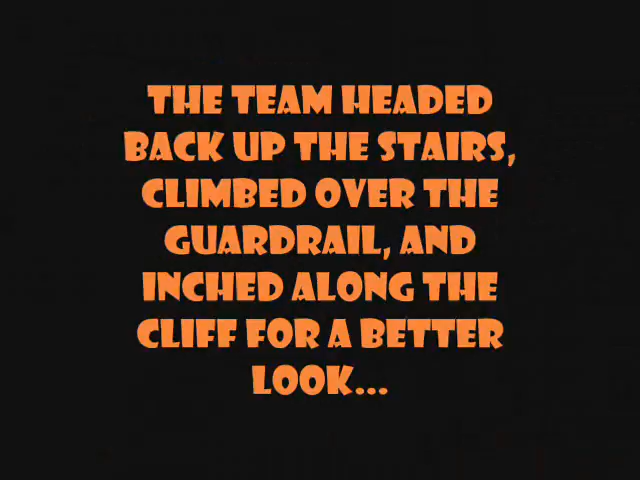 THE TEAM HEADED
BACK UP THE STAIRS,
CLIMBED OVER THE
GUARDRAIL, AND
INCHED ALONG THE
CLIFF FOR A BETTER
LOOK...